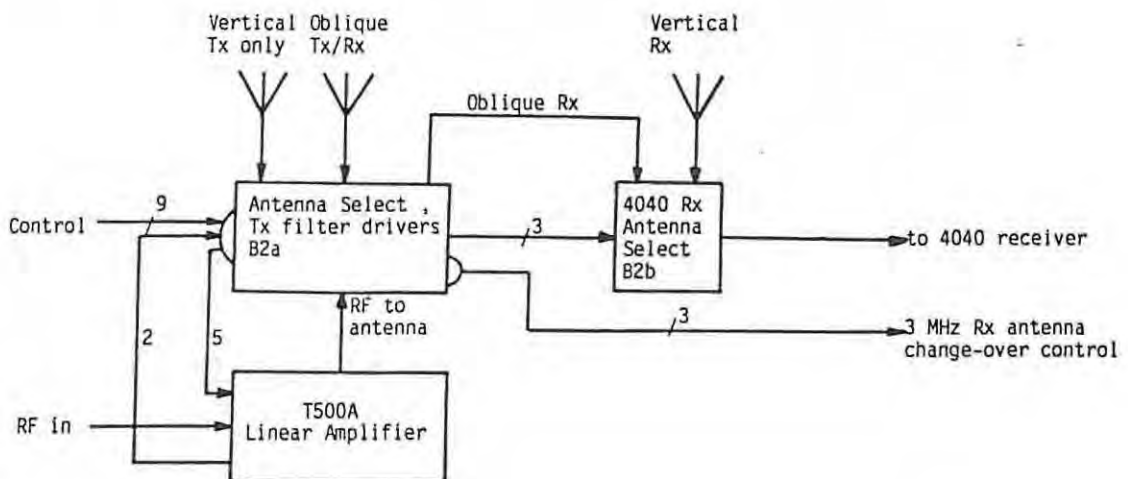 Vertical Oblique
Tx only Tx/Rx
Vertical
Rx
Oblique Rx
9
Control
Antenna Select ,
Tx filter drivers
B2a
3
4040 Rx
Antenna
Select
B2b
to 4040 receiver
RF to
antenna
2
5
3
3 MHz Rx antenna
change-over control
T500A
Linear Amplifier
RF in